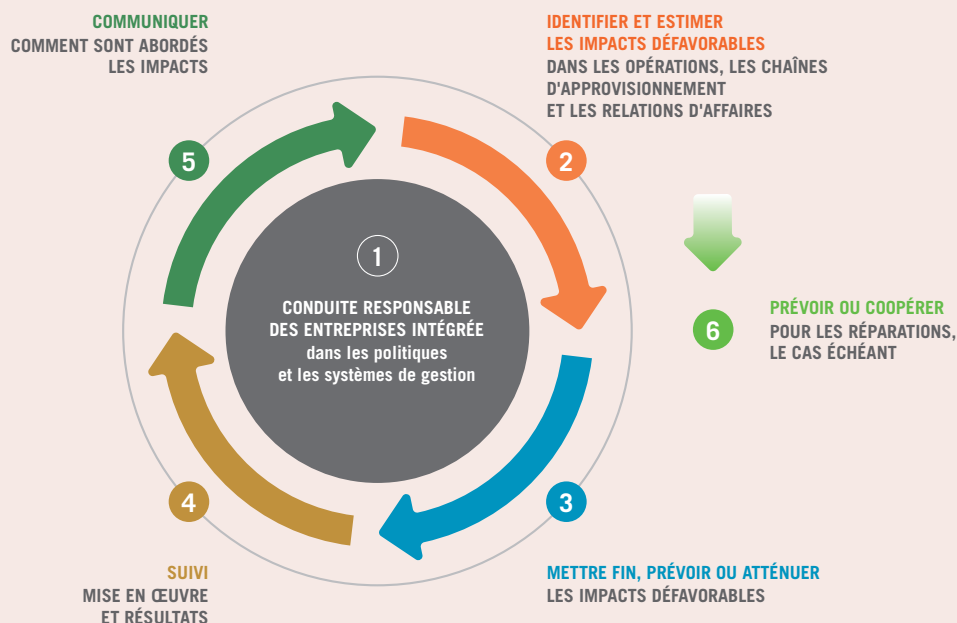 1
CONDUITE RESPONSABLE
DES ENTREPRISES INTÉGRÉE
dans les politiques
et les systèmes de gestion
2
IDENTIFIER ET ESTIMER
LES IMPACTS DÉFAVORABLES
DANS LES OPÉRATIONS, LES CHAÎNES
D'APPROVISIONNEMENT
ET LES RELATIONS D'AFFAIRES
3
METTRE FIN, PRÉVOIR OU ATTÉNUER
LES IMPACTS DÉFAVORABLES
4
SUIVI
MISE EN ŒUVRE
ET RÉSULTATS
5
COMMUNIQUER
COMMENT SONT ABORDÉS
LES IMPACTS
6
PRÉVOIR OU COOPÉRER
POUR LES RÉPARATIONS,
LE CAS ÉCHÉANT